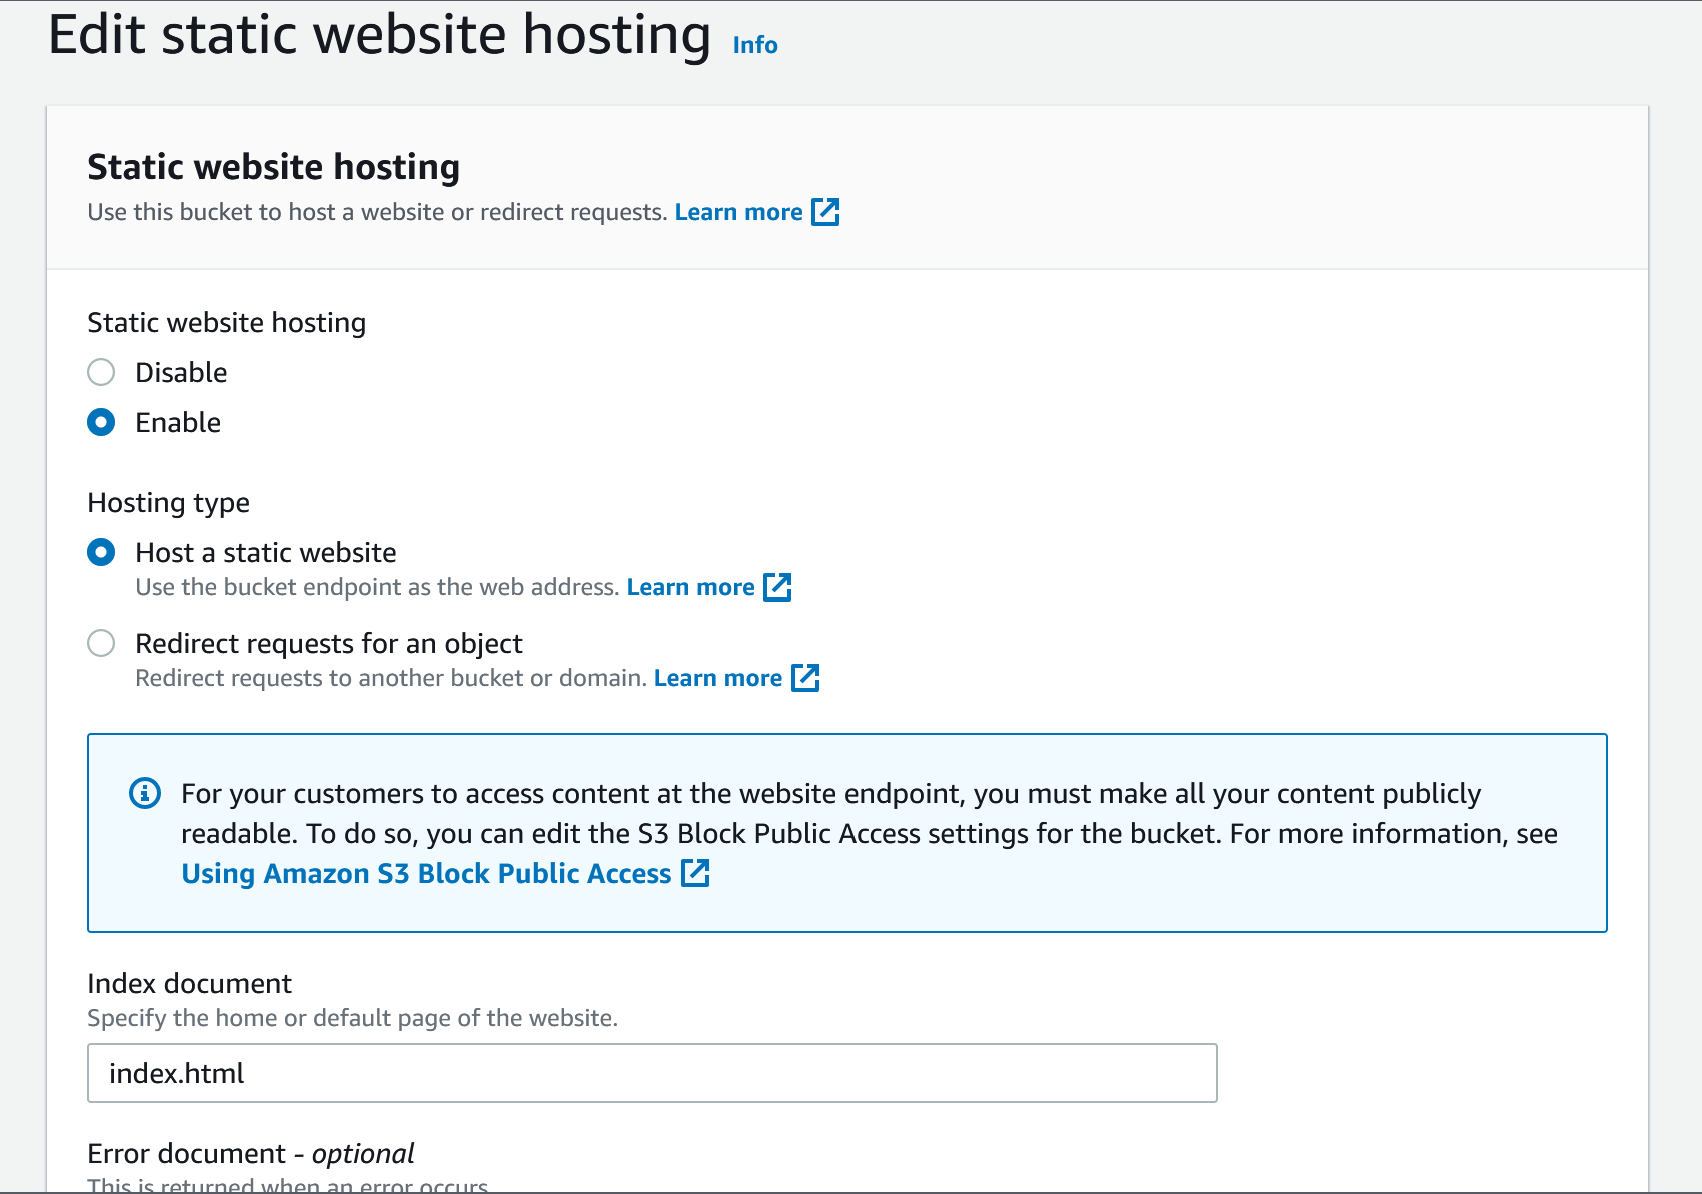 Edit static website hosting Info
Static website hosting
Use this bucket to host a website or redirect requests. Learn more
Static website hosting
Disable
Enable
Hosting type
Host a static website
Use the bucket endpoint as the web address. Learn more
Redirect requests for an object
Redirect requests to another bucket or domain. Learn more
For your customers to access content at the website endpoint, you must make all your content publicly
readable. To do so, you can edit the S3 Block Public Access settings for the bucket. For more information, see
Using Amazon S3 Block Public Access
Index document
Specify the home or default page of the website.
index.html
Error document - optional
This is returned when an error occurs.